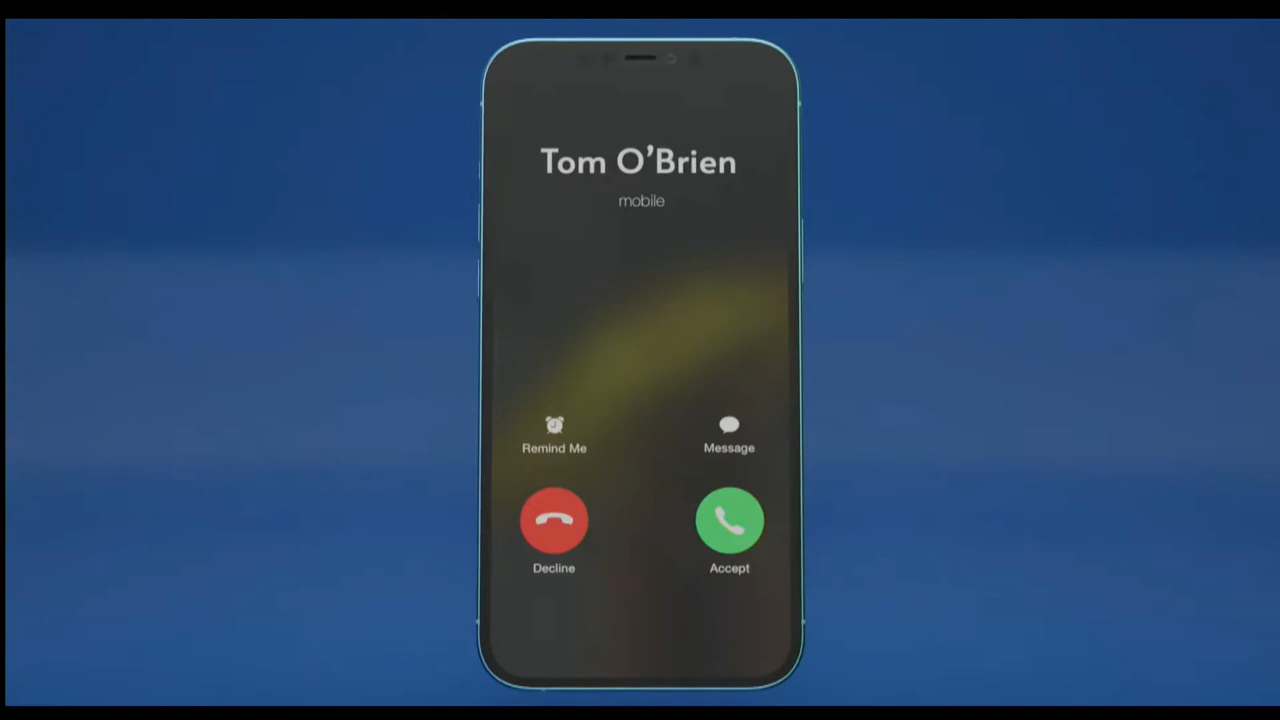 Tom O’Brien
mobile
Remind Me
Message
Decline
Accept